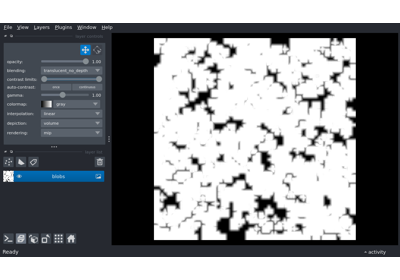 File View Layers Plugins Window Help
opacity: 1.00
blending: translucent_no_depth
contrast limits:
auto-contrast: once continuous
gamma: 1.00
colormap: gray
interpolation: linear
depiction: volume
rendering: mip
blobs
Ready activity